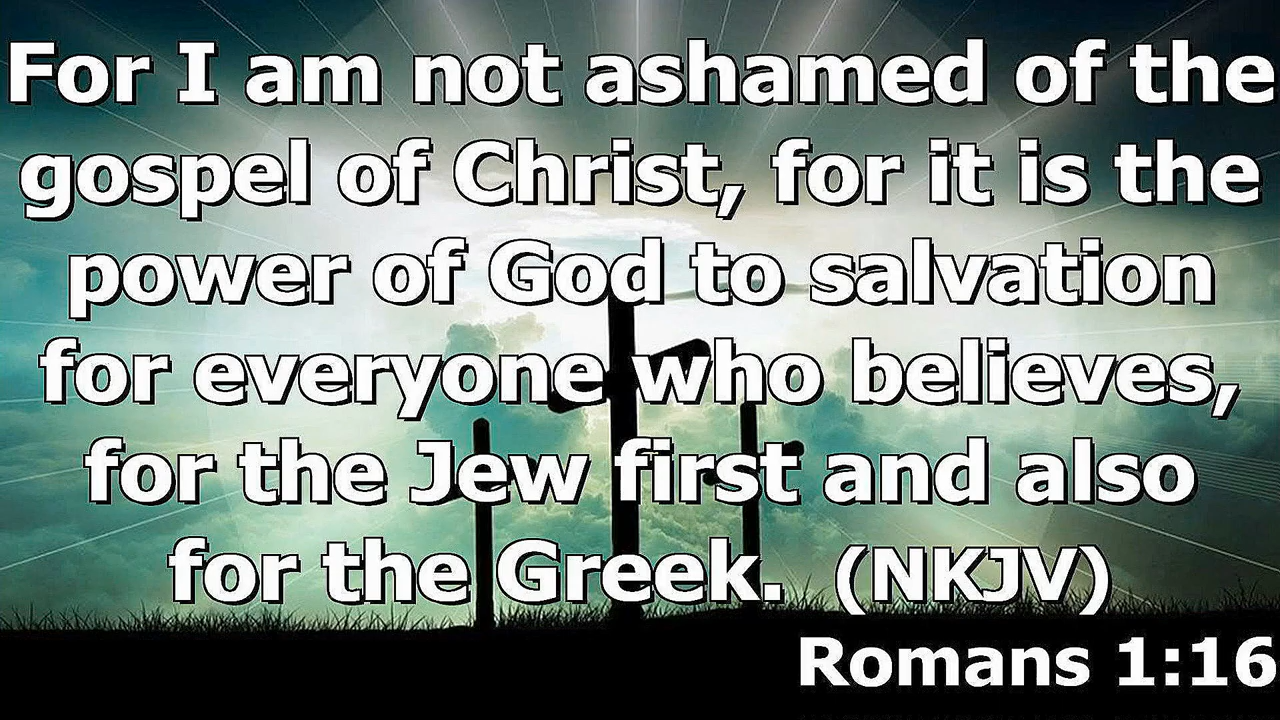 For I am not ashamed of the
gospel of Christ, for it is the
power of God to salvation
for everyone who believes,
for the Jew first and also
for the Greek. (NKJV)
Romans 1:16